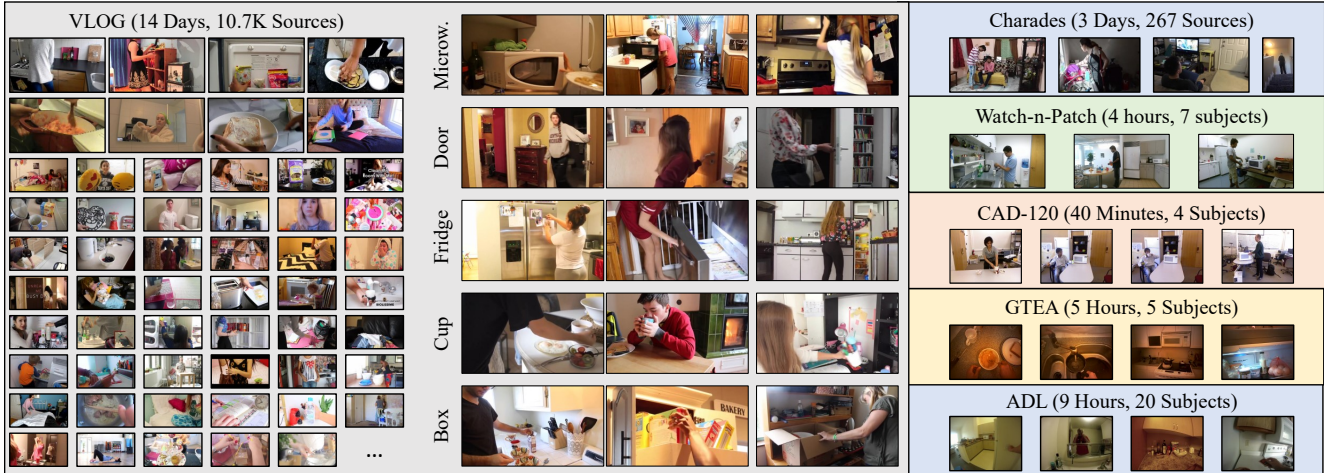 VLOG (14 Days, 10.7K Sources)
...
Microw.
Door
Fridge
Cup
Box
BAKERY
Charades (3 Days, 267 Sources)
Watch-n-Patch (4 hours, 7 subjects)
CAD-120 (40 Minutes, 4 Subjects)
GTEA (5 Hours, 5 Subjects)
ADL (9 Hours, 20 Subjects)